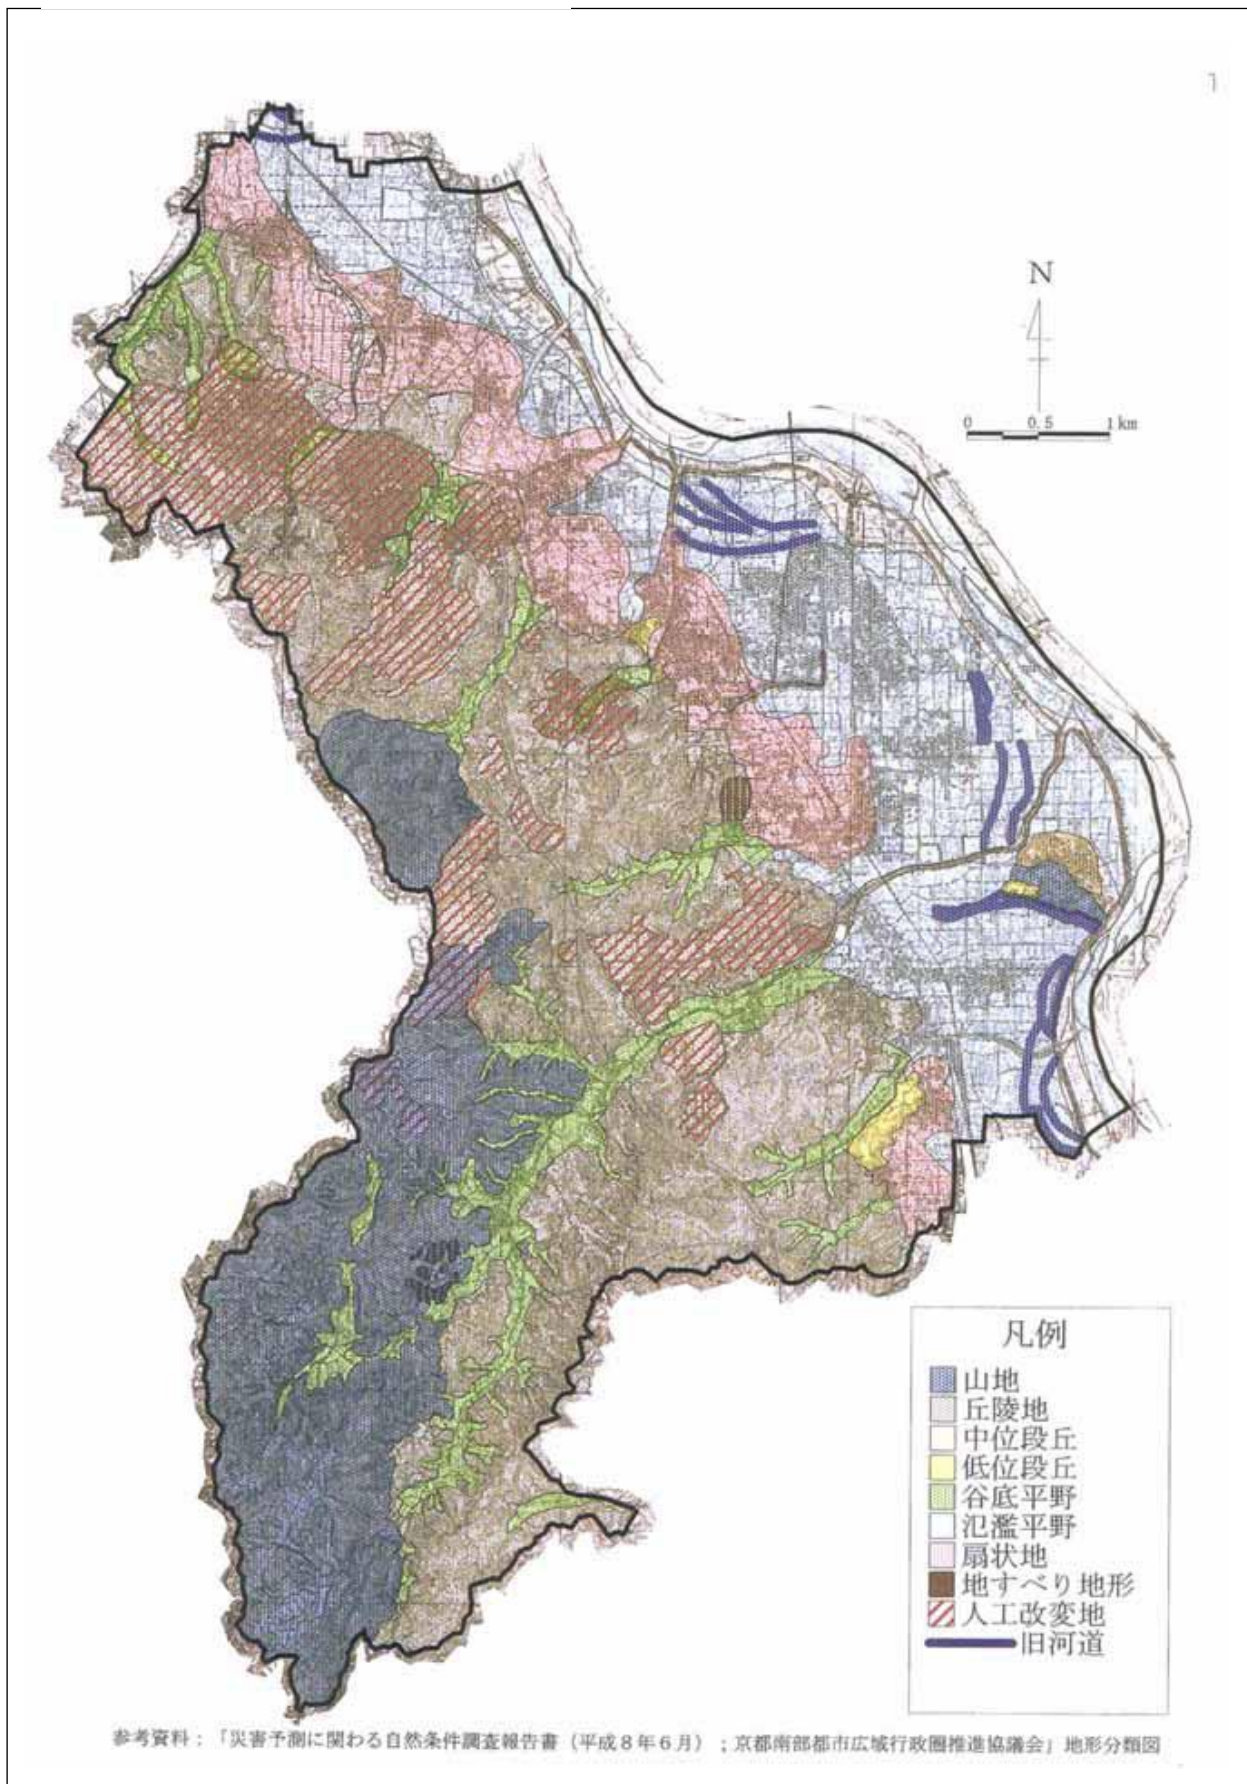 1
N
0 0.5 1km
凡例
山地
丘陵地
中位段丘
低位段丘
谷底平野
氾濫平野
扇状地
地すべり地形
人工改変地
旧河道
参考資料;「災害予測に関わる自然条件調査報告書(平成8年6月);京都南部都市広域行政圏推進協議会」地形分類図